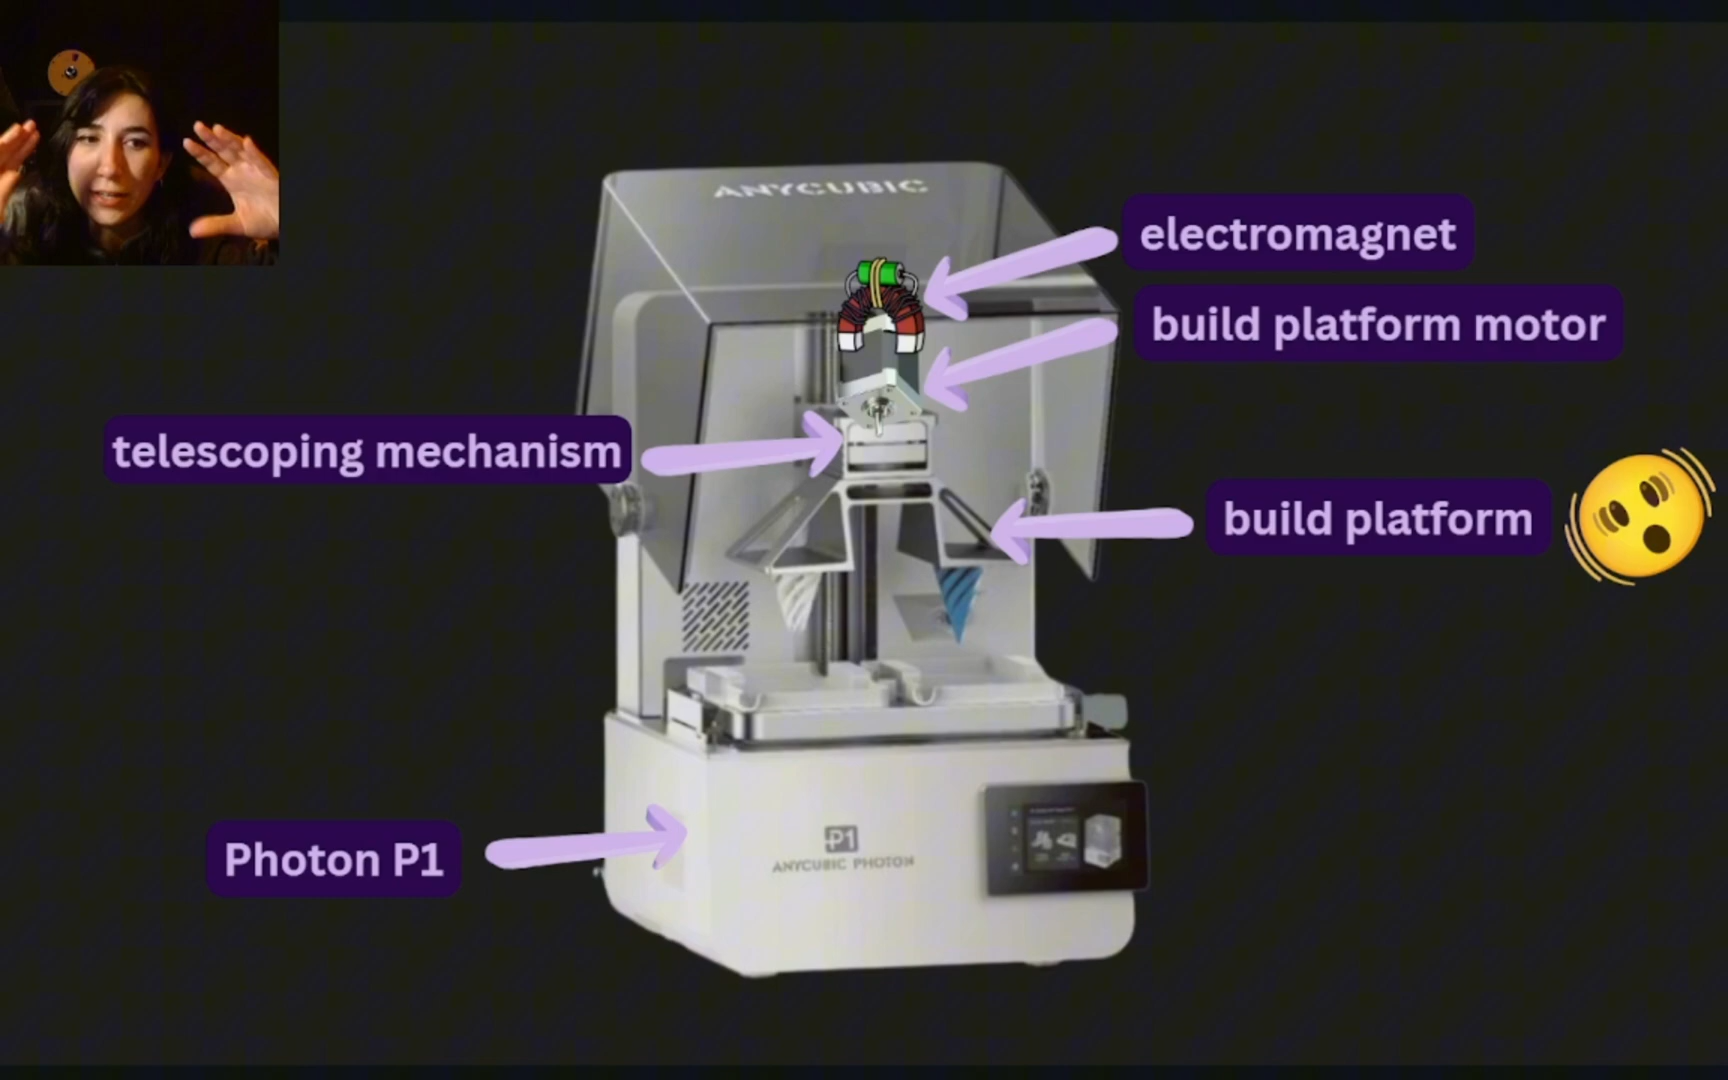 ANYCUBIC
electromagnet
build platform motor
telescoping mechanism
build platform
Photon P1
P1
ANYCUBIC PHOTON